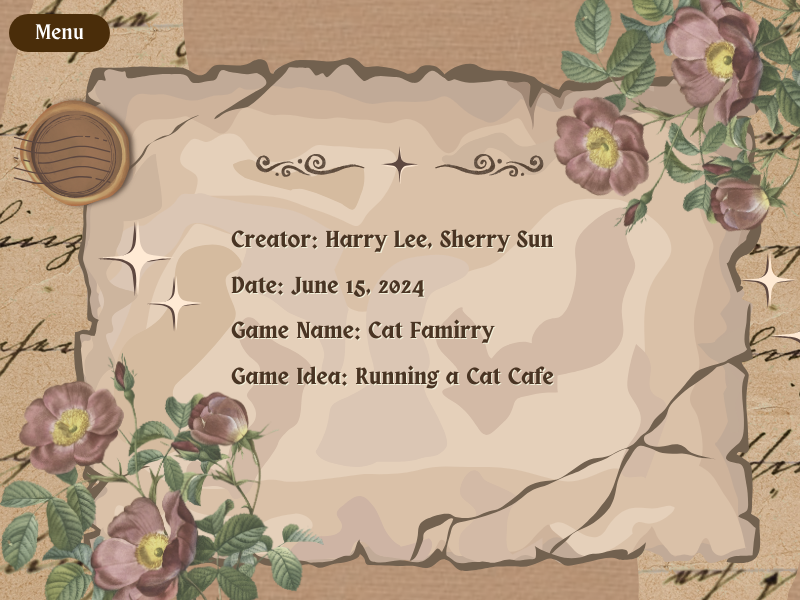 Menu
Creator: Harry Lee, Sherry Sun
Date: June 15, 2024
Game Name: Cat Famirry
Game Idea: Running a Cat Cafe